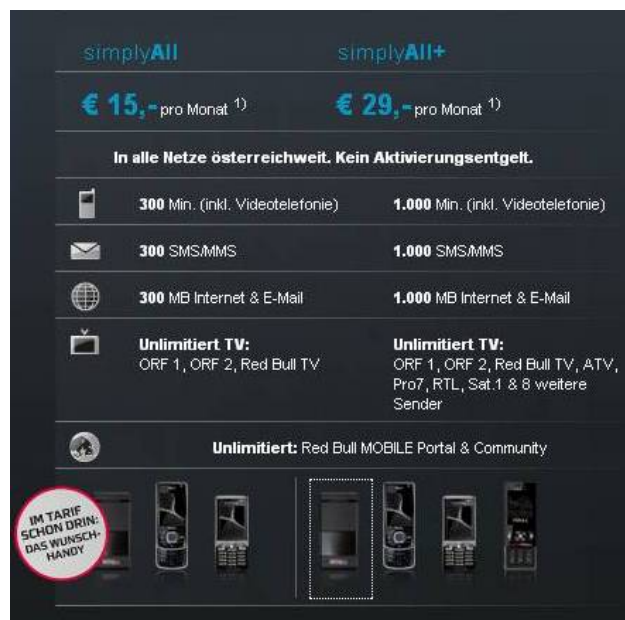 simplyAll simplyAll+
€ 15,- pro Monat 1) € 29,- pro Monat 1)
In alle Netze österreichweit. Kein Aktivierungsentgelt.
300 Min. (inkl. Videotelefonie) 1.000 Min. (inkl. Videotelefonie)
300 SMS/MMS 1.000 SMS/MMS
300 MB Internet & E-Mail 1.000 MB Internet & E-Mail
Unlimitiert TV: Unlimitiert TV:
ORF 1, ORF 2, Red Bull TV ORF 1, ORF 2, Red Bull TV, ATV,
Pro7, RTL, Sat.1 & 8 weitere
Sender
Unlimitiert: Red Bull MOBILE Portal & Community
IM TARIF
SCHON DRIN:
DAS WUNSCH-
HANDY